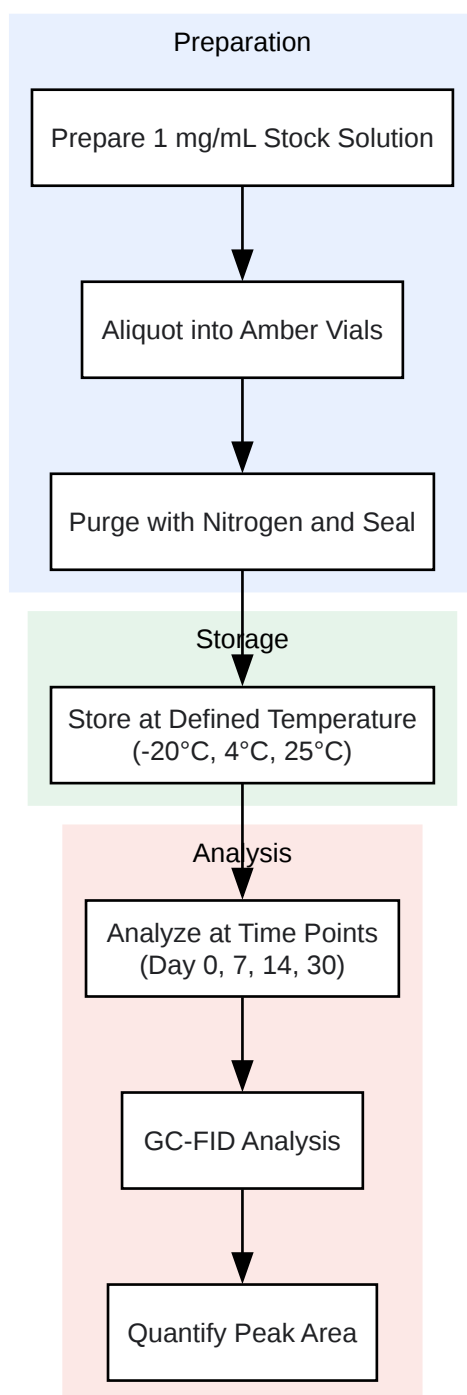 Preparation
Prepare 1 mg/mL Stock Solution
Aliquot into Amber Vials
Purge with Nitrogen and Seal
Storage
Store at Defined Temperature
(-20°C, 4°C, 25°C)
Analysis
Analyze at Time Points
(Day 0, 7, 14, 30)
GC-FID Analysis
Quantify Peak Area